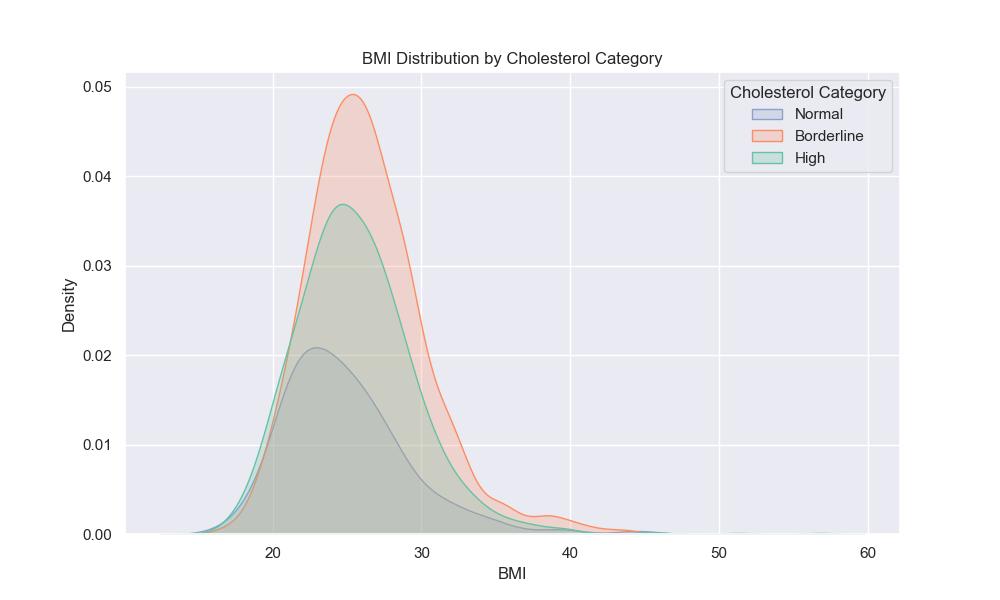 BMI Distribution by Cholesterol Category
Cholesterol Category
Normal
Borderline
High
Density
0.05
0.04
0.03
0.02
0.01
0.00
20 30 40 50 60
BMI